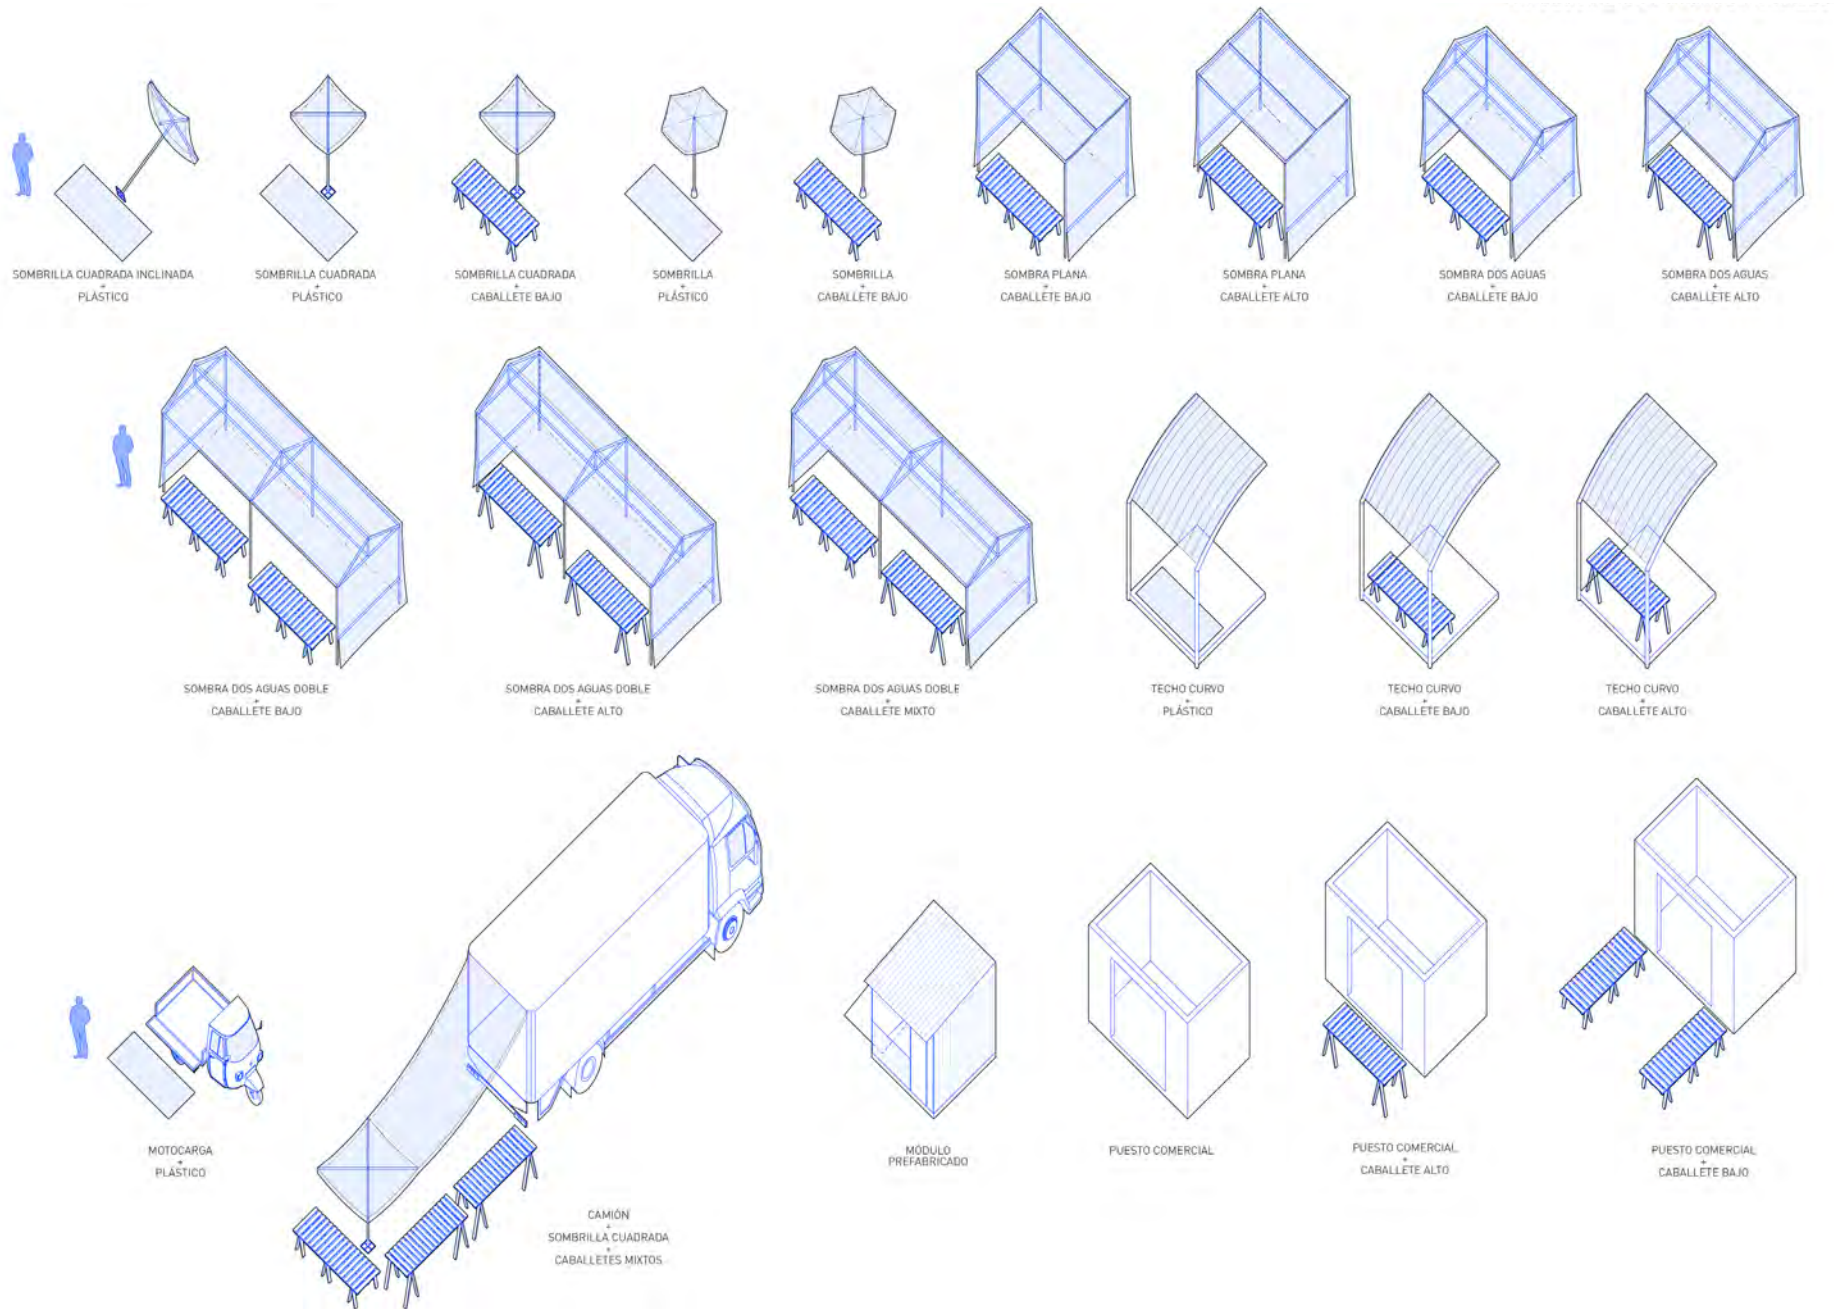 SOMBRILLA CUADRADA INCLINADA
+
PLÁSTICO
SOMBRILLA CUADRADA
+
PLÁSTICO
SOMBRILLA CUADRADA
+
CABALLETE BAJO
SOMBRILLA
+
PLÁSTICO
SOMBRILLA
+
CABALLETE BAJO
SOMBRA PLANA
+
CABALLETE BAJO
SOMBRA PLANA
+
CABALLETE ALTO
SOMBRA DOS AGUAS
+
CABALLETE BAJO
SOMBRA DOS AGUAS
+
CABALLETE ALTO
SOMBRA DOS AGUAS DOBLE
+
CABALLETE BAJO
SOMBRA DOS AGUAS DOBLE
+
CABALLETE ALTO
SOMBRA DOS AGUAS DOBLE
+
CABALLETE MIXTO
TECHO CURVO
+
PLÁSTICO
TECHO CURVO
+
CABALLETE BAJO
TECHO CURVO
+
CABALLETE ALTO
MOTOCARGA
+
PLÁSTICO
CAMIÓN
+
SOMBRILLA CUADRADA
+
CABALLETES MIXTOS
MÓDULO
PREFABRICADO
PUESTO COMERCIAL
PUESTO COMERCIAL
+
CABALLETE ALTO
PUESTO COMERCIAL
+
CABALLETE BAJO